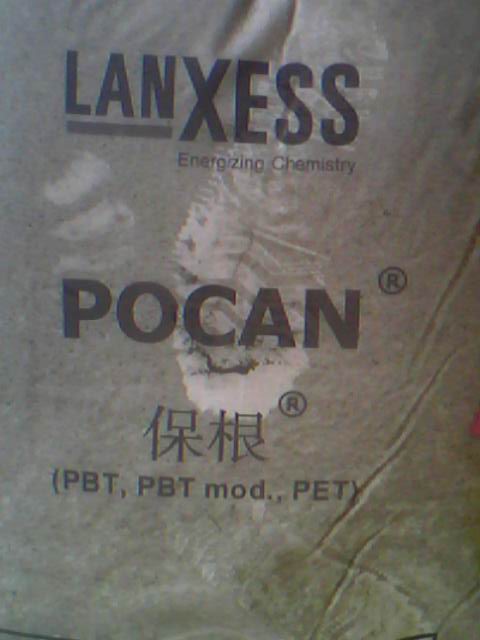 LANXESS
Energizing Chemistry
POCAN®
保根®
(PBT, PBT mod., PET)